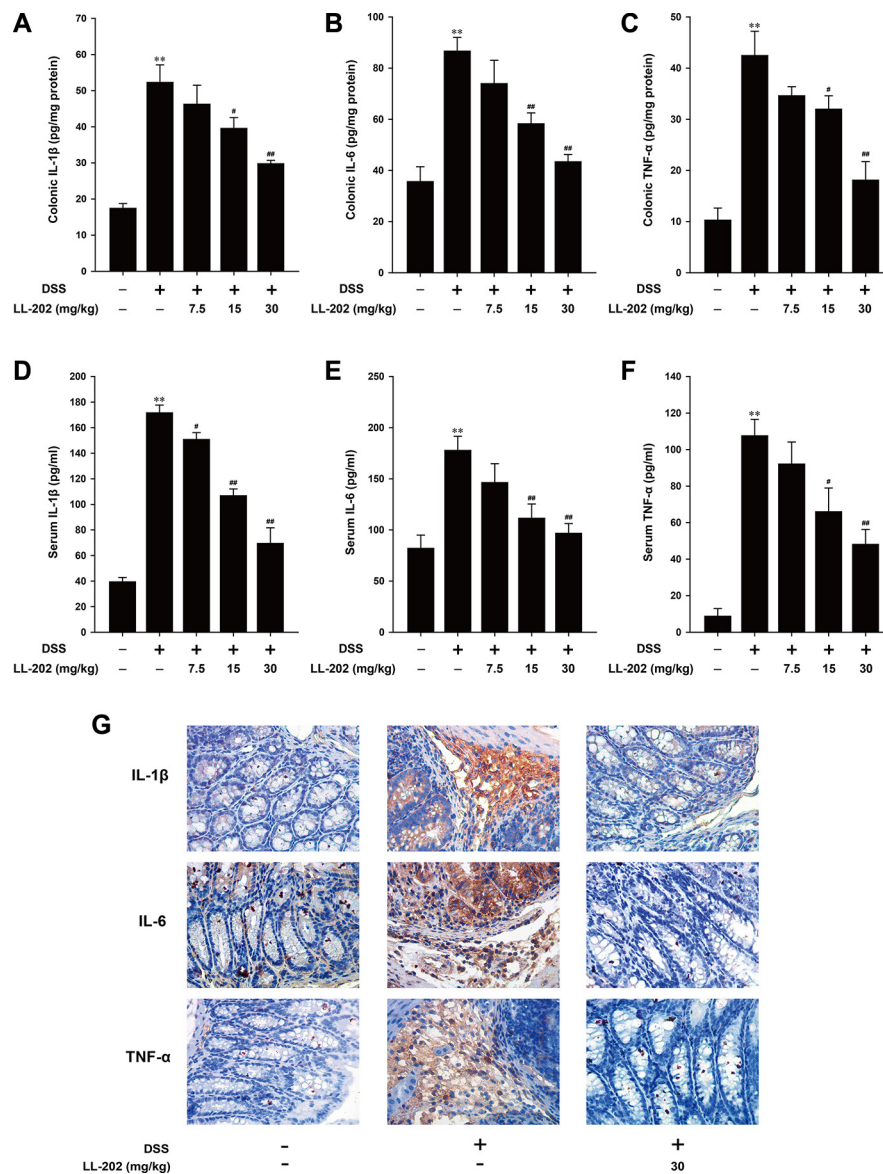 A
Colonic IL-1β (pg/mg protein)
70
60
50
40
30
20
10
0
**
#
##
DSS – + + + +
LL-202 (mg/kg) – – 7.5 15 30
B
Colonic IL-6 (pg/mg protein)
100
80
60
40
20
0
**
##
##
DSS – + + + +
LL-202 (mg/kg) – – 7.5 15 30
C
Colonic TNF-α (pg/mg protein)
50
40
30
20
10
0
**
#
##
DSS – + + + +
LL-202 (mg/kg) – – 7.5 15 30
D
Serum IL-1β (pg/ml)
200
180
160
140
120
100
80
60
40
20
0
**
#
##
##
DSS – + + + +
LL-202 (mg/kg) – – 7.5 15 30
E
Serum IL-6 (pg/ml)
250
200
150
100
50
0
**
##
##
DSS – + + + +
LL-202 (mg/kg) – – 7.5 15 30
F
Serum TNF-α (pg/ml)
140
120
100
80
60
40
20
0
**
#
##
DSS – + + + +
LL-202 (mg/kg) – – 7.5 15 30
G
IL-1β
IL-6
TNF-α
DSS - + +
LL-202 (mg/kg) - - 30